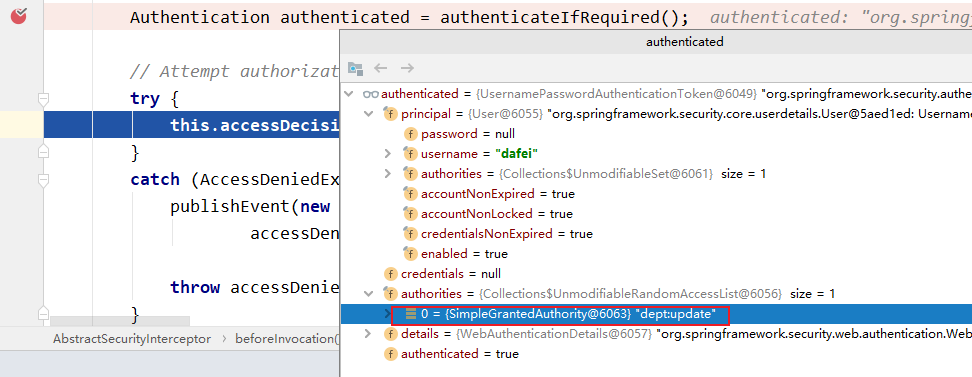 Authentication authenticated = authenticateIfRequired(); authenticated: "org.spring
authenticated
// Attempt authorizat
try {
this.accessDecisi
}
catch (AccessDeniedEx
publishEvent(new
accessDen
throw accessDenie
}
AbstractSecurityInterceptor › beforeInvocation(
authenticated = {UsernamePasswordAuthenticationToken@6049} "org.springframework.security.authe
principal = {User@6055} "org.springframework.security.core.userdetails.User@5aed1ed: Usernam
password = null
username = "dafei"
authorities = {Collections$UnmodifiableSet@6061} size = 1
accountNonExpired = true
accountNonLocked = true
credentialsNonExpired = true
enabled = true
credentials = null
authorities = {Collections$UnmodifiableRandomAccessList@6056} size = 1
0 = {SimpleGrantedAuthority@6063} "dept:update"
details = {WebAuthenticationDetails@6057} "org.springframework.security.web.authentication.Web
authenticated = true